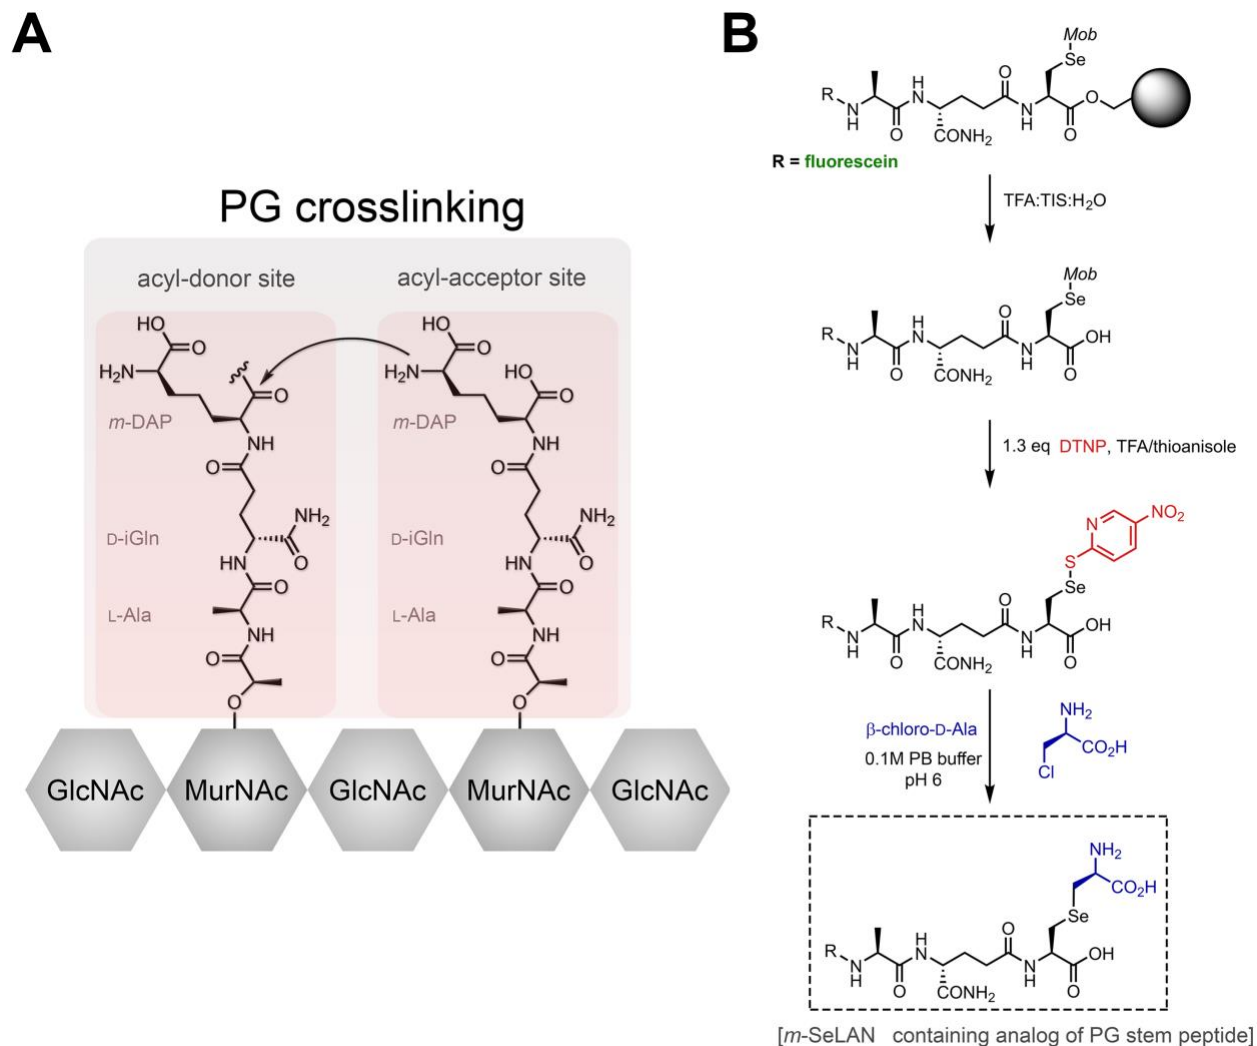 A
PG crosslinking
acyl-donor site
acyl-acceptor site
HO
O
H2N
O
m-DAP
NH
O
D-iGln
NH2
O
HN
O
L-Ala
NH
O
O
HO
O
H2N
HO
O
m-DAP
NH
O
D-iGln
NH2
O
HN
O
L-Ala
NH
O
O
GlcNAc
MurNAc
GlcNAc
MurNAc
GlcNAc
B
Mob
Se
R
N
H
O
H
N
CONH2
O
N
H
O
O
R = fluorescein
TFA:TIS:H2O
Mob
Se
R
N
H
O
H
N
CONH2
O
N
H
OH
O
1.3 eq DTNP, TFA/thioanisole
N
NO2
S
Se
R
N
H
O
H
N
CONH2
O
N
H
OH
O
β-chloro-D-Ala
0.1M PB buffer
pH 6
NH2
CO2H
Cl
NH2
CO2H
Se
R
N
H
O
H
N
CONH2
O
N
H
OH
O
[m-SeLAN containing analog of PG stem peptide]